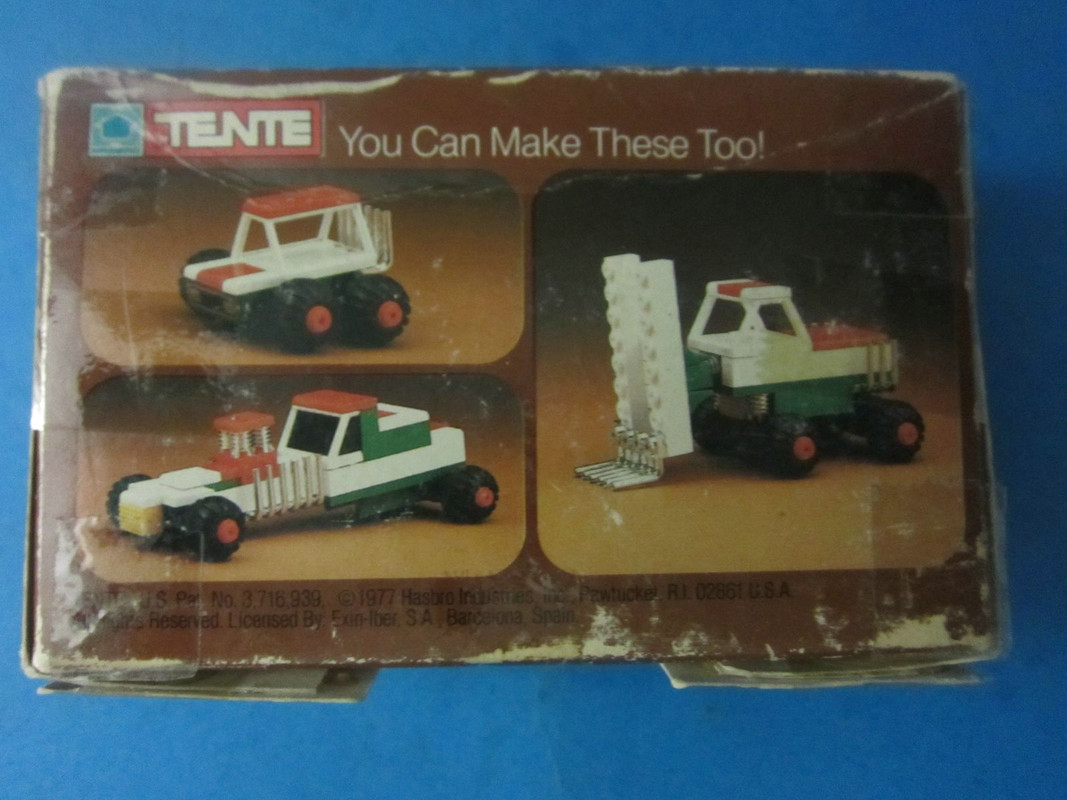 TENTE
You Can Make These Too!
U.S. Pat. No. 3,716,939. ©1977 Hasbro Industries, Inc., Pawtucket, R.I. 02861 U.S.A.
Rights Reserved. Licensed By: Exin-Iber, S.A., Barcelona, Spain